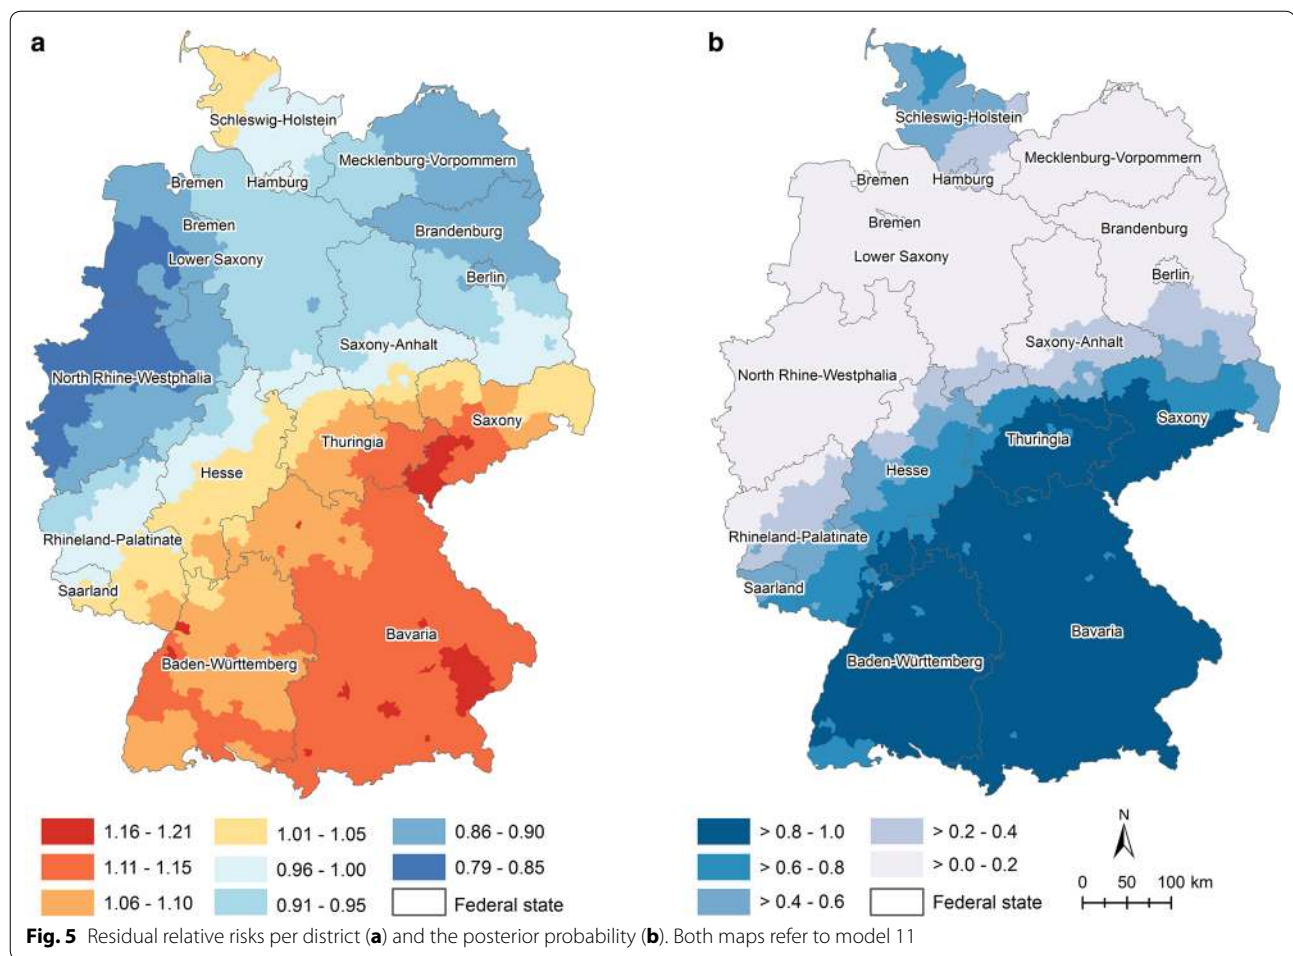 a
Schleswig-Holstein
Mecklenburg-Vorpommern
Bremen
Hamburg
Bremen
Brandenburg
Lower Saxony
Berlin
Saxony-Anhalt
North Rhine-Westphalia
Saxony
Thuringia
Hesse
Rhineland-Palatinate
Saarland
Bavaria
Baden-Württemberg
1.16 - 1.21
1.11 - 1.15
1.06 - 1.10
1.01 - 1.05
0.96 - 1.00
0.91 - 0.95
0.86 - 0.90
0.79 - 0.85
Federal state
b
Schleswig-Holstein
Mecklenburg-Vorpommern
Bremen
Hamburg
Bremen
Brandenburg
Lower Saxony
Berlin
Saxony-Anhalt
North Rhine-Westphalia
Saxony
Thuringia
Hesse
Rhineland-Palatinate
Saarland
Bavaria
Baden-Württemberg
> 0.8 - 1.0
> 0.6 - 0.8
> 0.4 - 0.6
> 0.2 - 0.4
> 0.0 - 0.2
Federal state
N
0 50 100 km
Fig. 5 Residual relative risks per district (a) and the posterior probability (b). Both maps refer to model 11